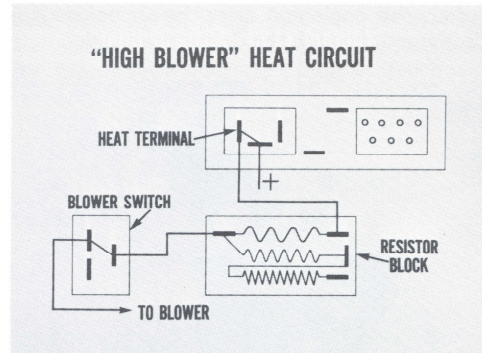 "HIGH BLOWER" HEAT CIRCUIT
HEAT TERMINAL
+
BLOWER SWITCH
RESISTOR
BLOCK
TO BLOWER